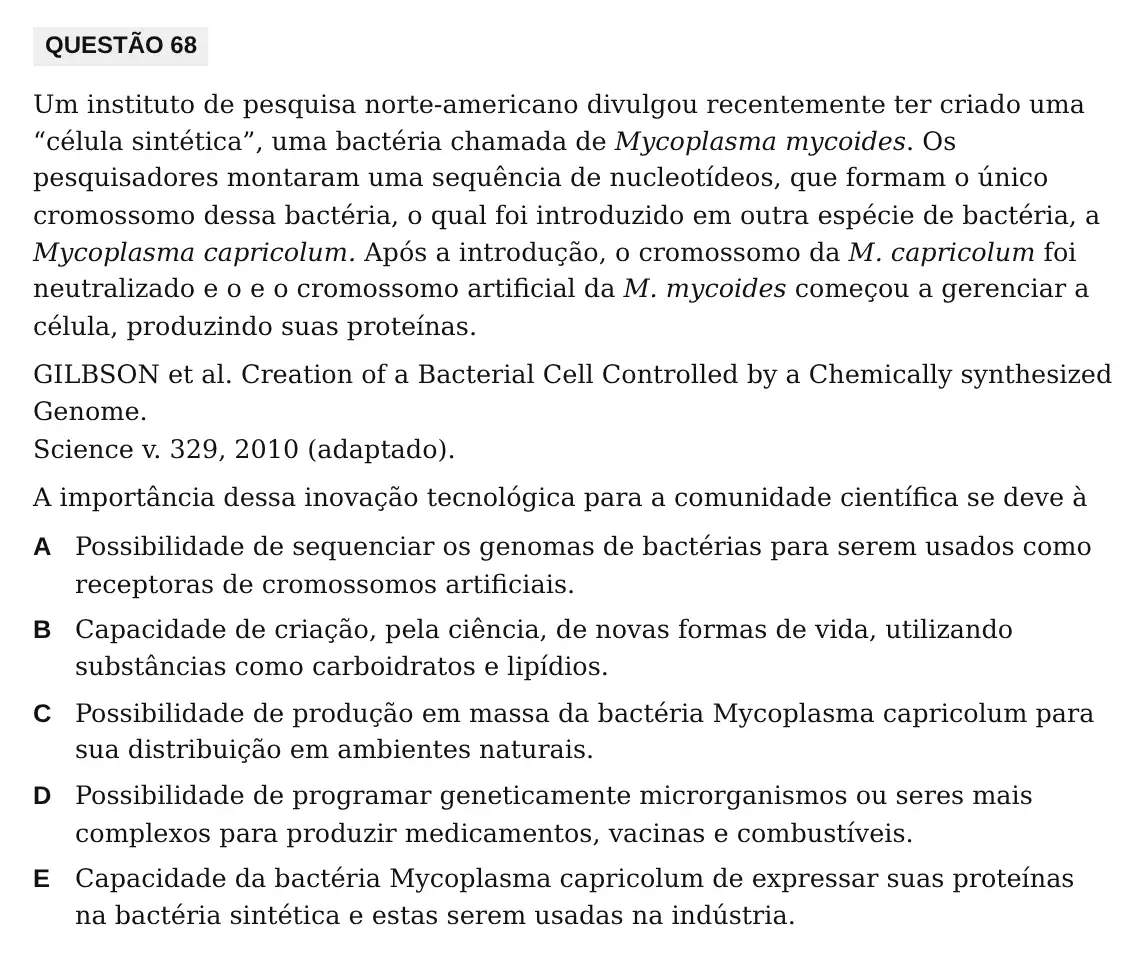 QUESTÃO 68
Um instituto de pesquisa norte-americano divulgou recentemente ter criado uma
“célula sintética”, uma bactéria chamada de Mycoplasma mycoides. Os
pesquisadores montaram uma sequência de nucleotídeos, que formam o único
cromossomo dessa bactéria, o qual foi introduzido em outra espécie de bactéria, a
Mycoplasma capricolum. Após a introdução, o cromossomo da M. capricolum foi
neutralizado e o e o cromossomo artificial da M. mycoides começou a gerenciar a
célula, produzindo suas proteínas.
GILBSON et al. Creation of a Bacterial Cell Controlled by a Chemically synthesized
Genome.
Science v. 329, 2010 (adaptado).
A importância dessa inovação tecnológica para a comunidade científica se deve à
A Possibilidade de sequenciar os genomas de bactérias para serem usados como
receptoras de cromossomos artificiais.
B Capacidade de criação, pela ciência, de novas formas de vida, utilizando
substâncias como carboidratos e lipídios.
C Possibilidade de produção em massa da bactéria Mycoplasma capricolum para
sua distribuição em ambientes naturais.
D Possibilidade de programar geneticamente microrganismos ou seres mais
complexos para produzir medicamentos, vacinas e combustíveis.
E Capacidade da bactéria Mycoplasma capricolum de expressar suas proteínas
na bactéria sintética e estas serem usadas na indústria.